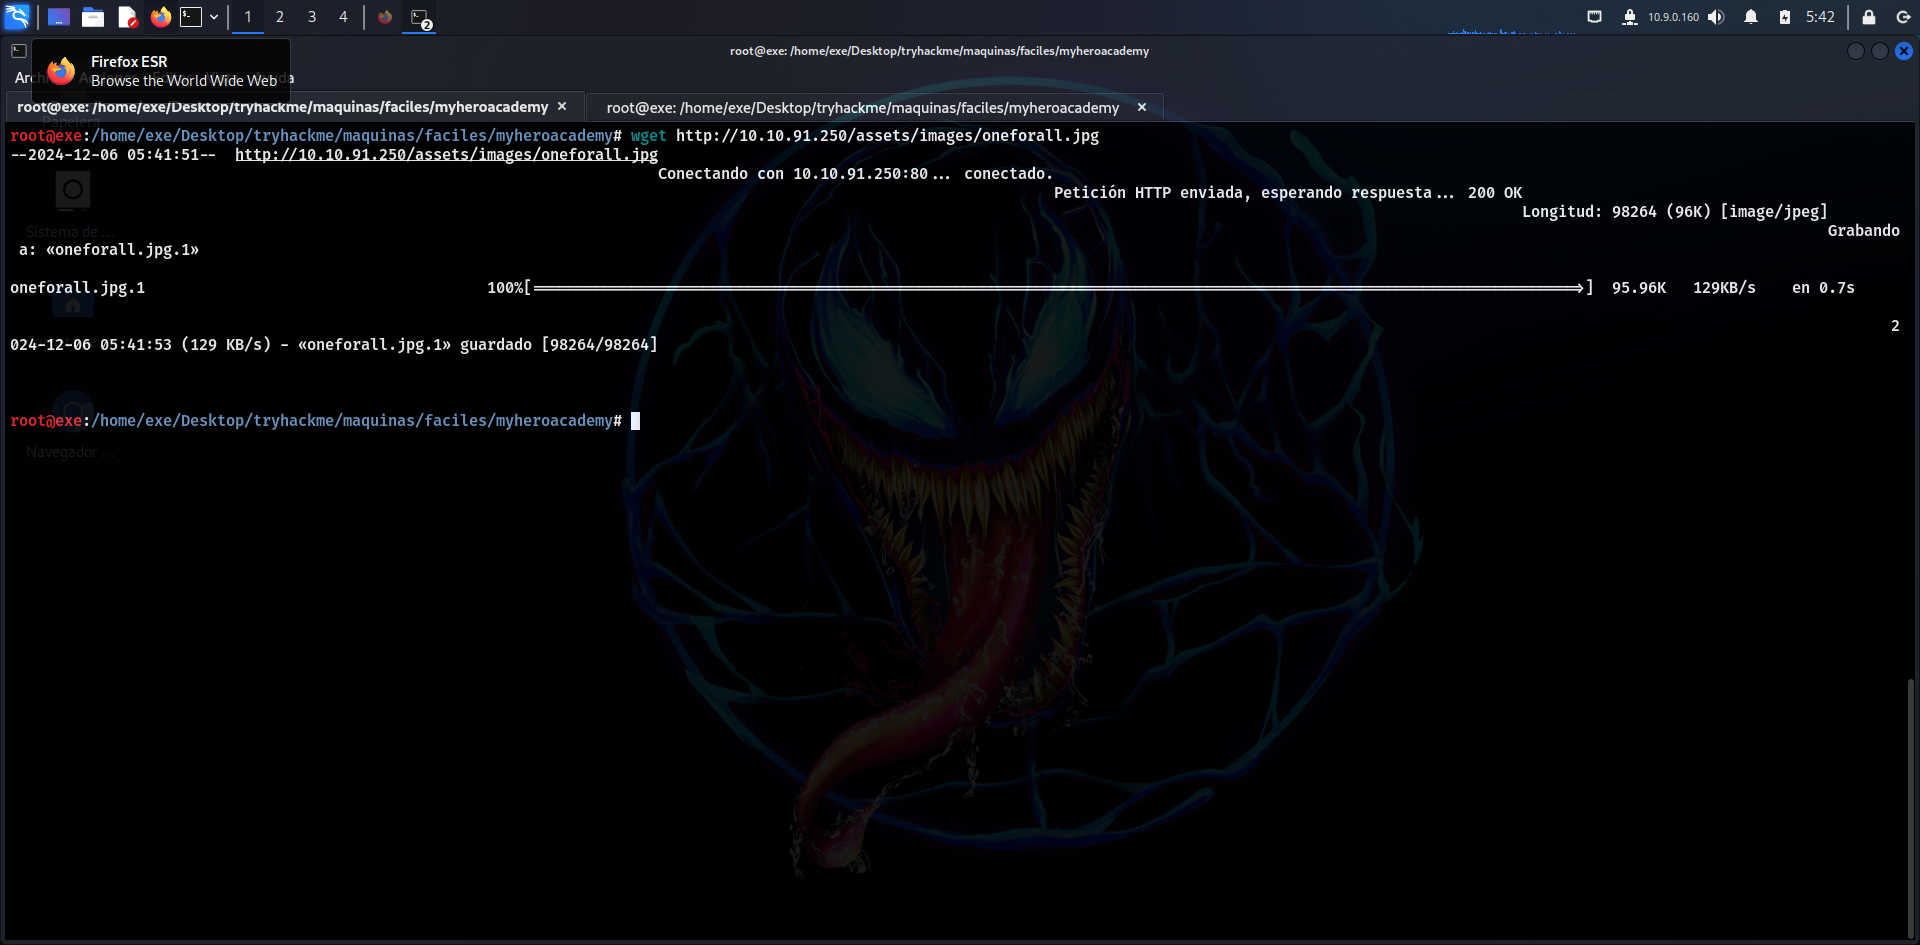 1 2 3 4
10.9.0.160
5:42
root@exe: /home/exe/Desktop/tryhackme/maquinas/faciles/myheroacademy
Firefox ESR
Browse the World Wide Web
root@exe: /home/exe/Desktop/tryhackme/maquinas/faciles/myheroacademy
root@exe: /home/exe/Desktop/tryhackme/maquinas/faciles/myheroacademy
Papelera
root@exe:/home/exe/Desktop/tryhackme/maquinas/faciles/myheroacademy# wget http://10.10.91.250/assets/images/oneforall.jpg
--2024-12-06 05:41:51-- http://10.10.91.250/assets/images/oneforall.jpg
Conectando con 10.10.91.250:80... conectado.
Petición HTTP enviada, esperando respuesta... 200 OK
Longitud: 98264 (96K) [image/jpeg]
Sistema de ...
Grabando
a: «oneforall.jpg.1»
oneforall.jpg.1 100%[===================>] 95.96K 129KB/s en 0.7s
2
024-12-06 05:41:53 (129 KB/s) - «oneforall.jpg.1» guardado [98264/98264]
root@exe:/home/exe/Desktop/tryhackme/maquinas/faciles/myheroacademy#
Navegador ...